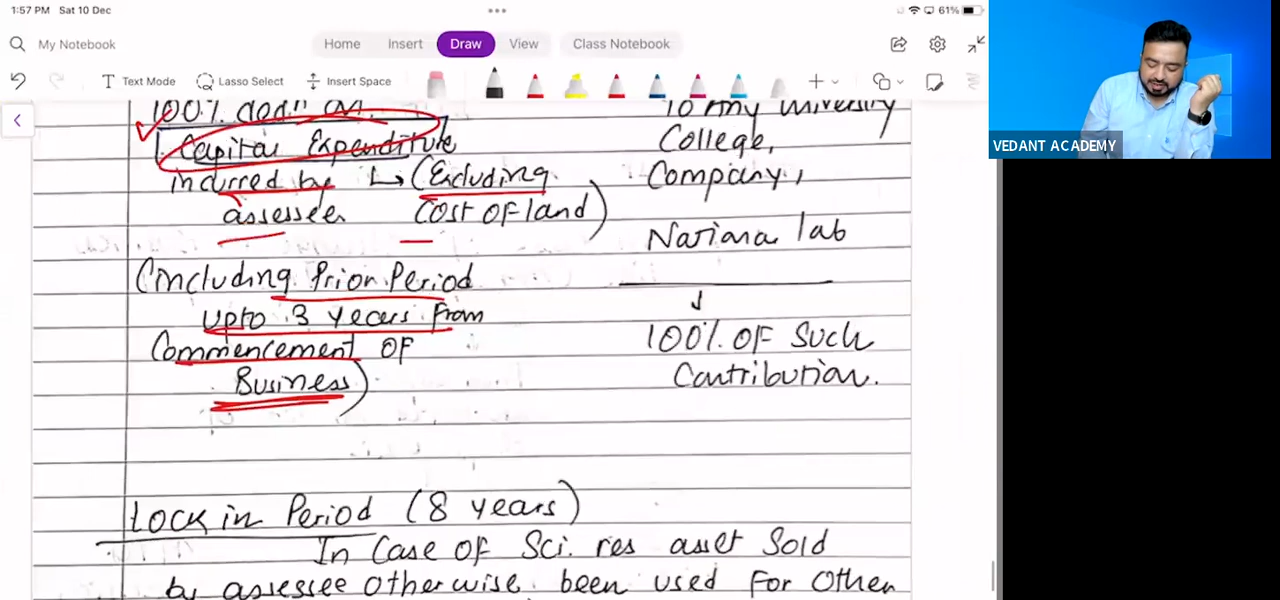 1:57 PM Sat 10 Dec
61%
My Notebook
Home Insert Draw View Class Notebook
Text Mode Lasso Select Insert Space
VEDANT ACADEMY
100% dedn on
Capital Expenditure
incurred by ↳ (Excluding
assessee Cost of land)
(including Prior Period
upto 3 years from
Commencement OF
Business)
To Any University
College,
Company,
National lab
↓
100% OF Such
Contribution.
Lock in Period (8 years)
In Case OF Sci. res asset Sold
by assessee otherwise been used For Other